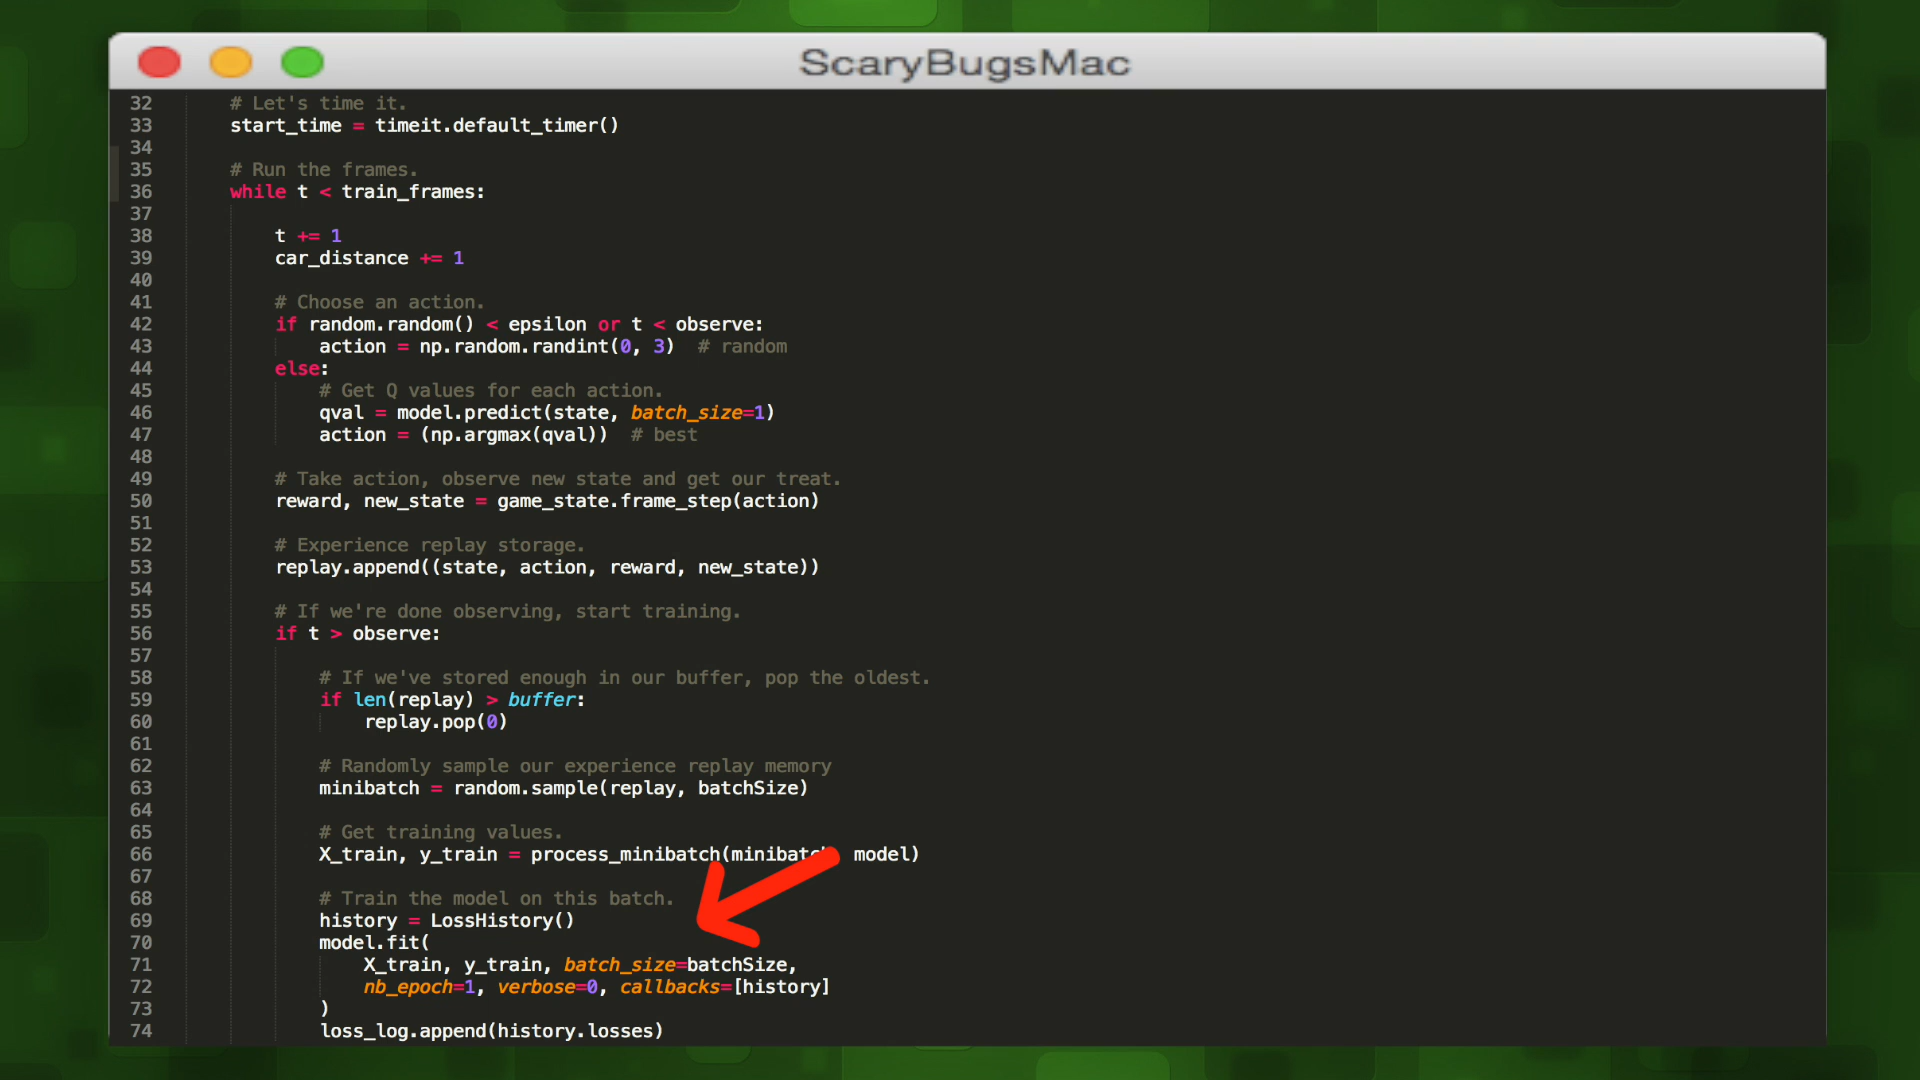 ScaryBugsMac
32 # Let's time it.
33 start_time = timeit.default_timer()
34
35 # Run the frames.
36 while t < train_frames:
37
38 t += 1
39 car_distance += 1
40
41 # Choose an action.
42 if random.random() < epsilon or t < observe:
43 action = np.random.randint(0, 3)  # random
44 else:
45 # Get Q values for each action.
46 qval = model.predict(state, batch_size=1)
47 action = (np.argmax(qval))  # best
48
49 # Take action, observe new state and get our treat.
50 reward, new_state = game_state.frame_step(action)
51
52 # Experience replay storage.
53 replay.append((state, action, reward, new_state))
54
55 # If we're done observing, start training.
56 if t > observe:
57
58 # If we've stored enough in our buffer, pop the oldest.
59 if len(replay) > buffer:
60 replay.pop(0)
61
62 # Randomly sample our experience replay memory
63 minibatch = random.sample(replay, batchSize)
64
65 # Get training values.
66 X_train, y_train = process_minibatch(minibatch, model)
67
68 # Train the model on this batch.
69 history = LossHistory()
70 model.fit(
71 X_train, y_train, batch_size=batchSize,
72 nb_epoch=1, verbose=0, callbacks=[history]
73 )
74 loss_log.append(history.losses)